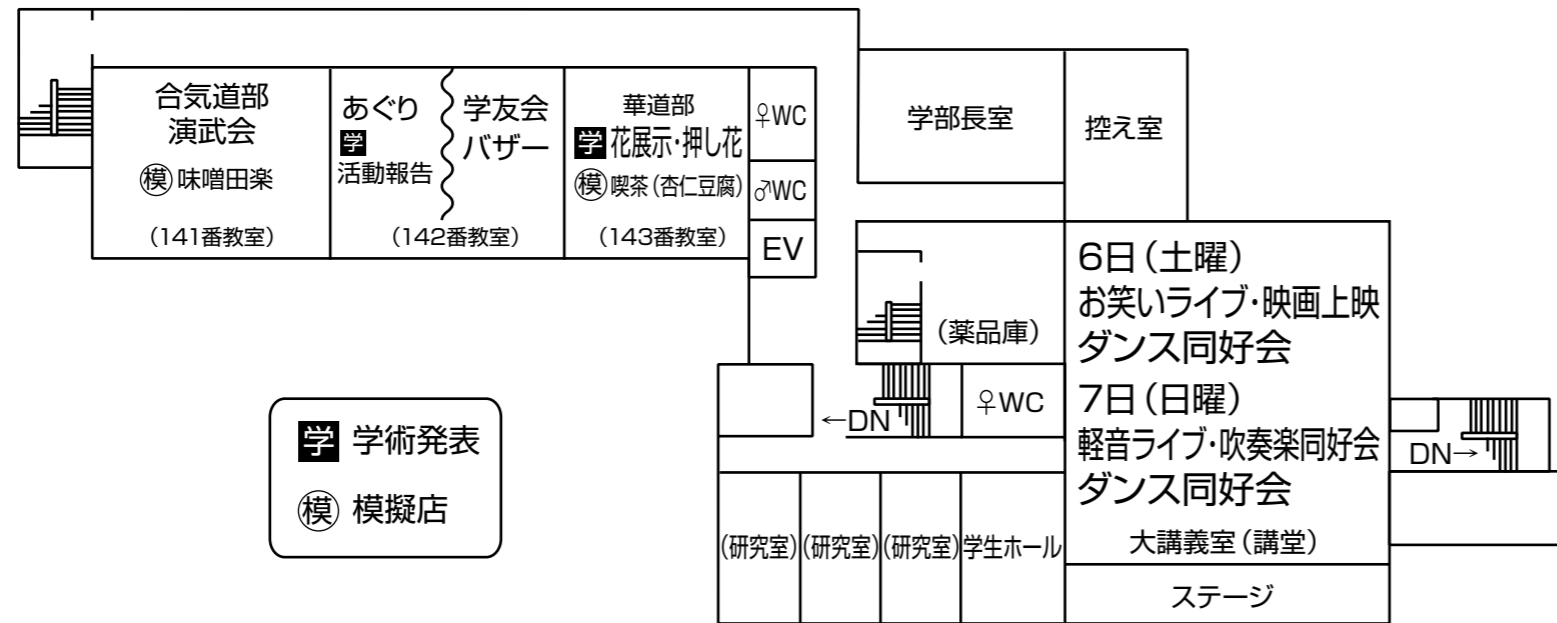 合気道部
演武会
模 味噌田楽
(141番教室)
あぐり
学
活動報告
学友会
バザー
(142番教室)
華道部
学 花展示・押し花
模 喫茶(杏仁豆腐)
(143番教室)
♀WC
♂WC
EV
学部長室
控え室
(薬品庫)
←DN
♀WC
6日(土曜)
お笑いライブ・映画上映
ダンス同好会
7日(日曜)
軽音ライブ・吹奏楽同好会
ダンス同好会
大講義室(講堂)
ステージ
DN→
(研究室)
(研究室)
(研究室)
学生ホール
学 学術発表
模 模擬店